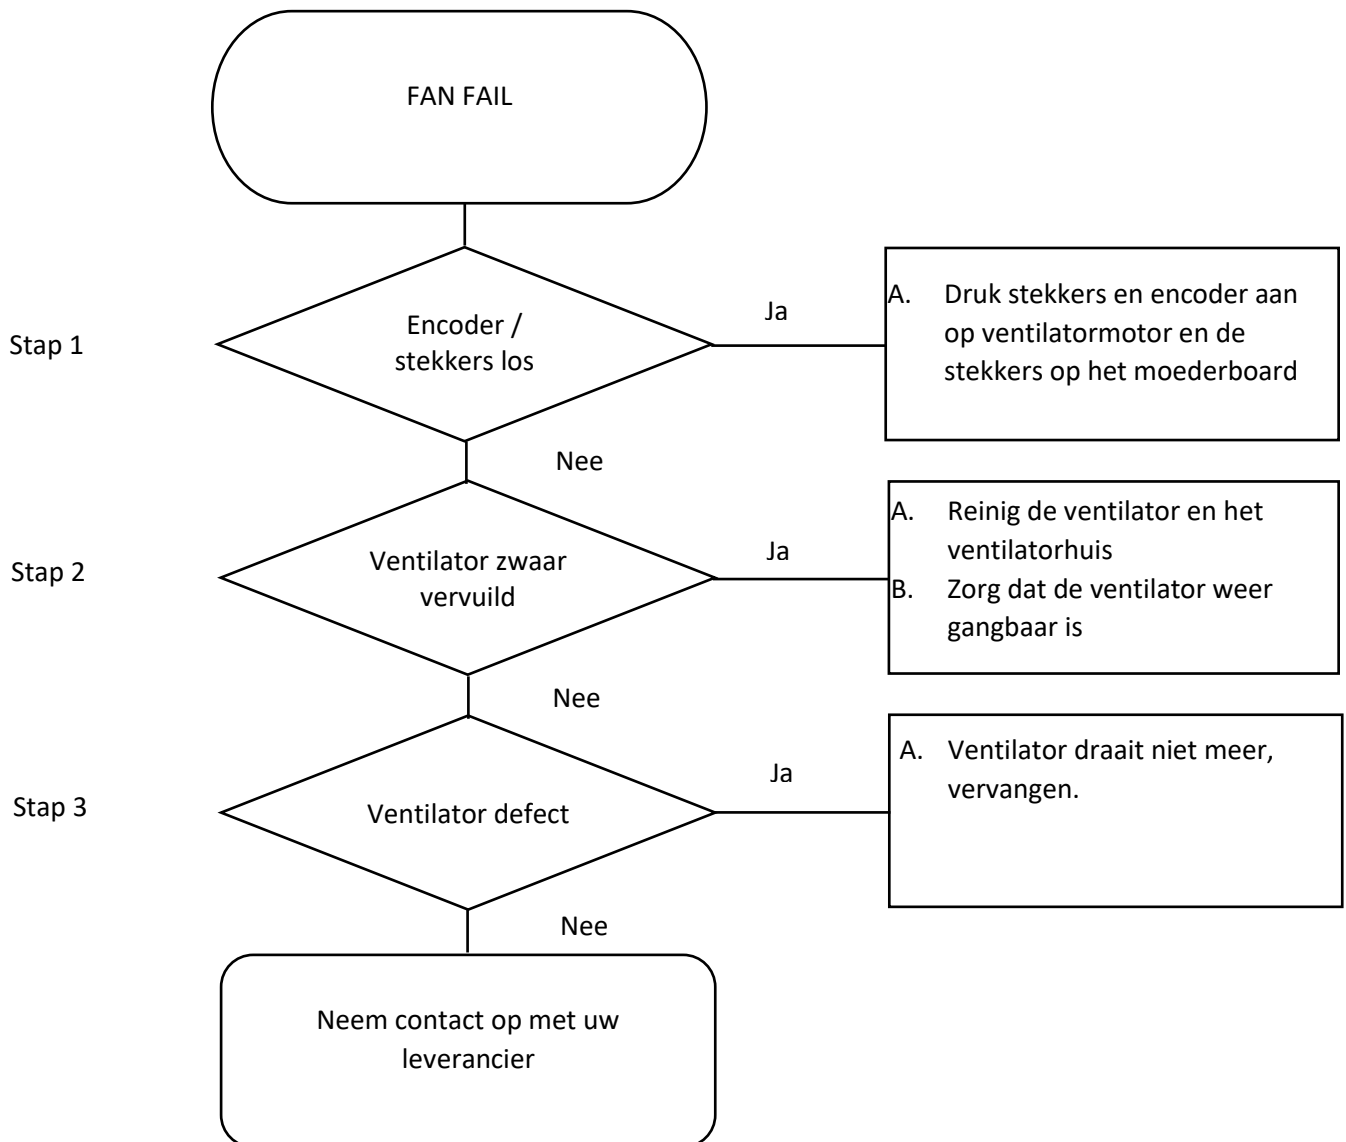 FAN FAIL
Stap 1
Encoder /
stekkers los
Ja
A. Druk stekkers en encoder aan
op ventilatormotor en de
stekkers op het moederboard
Nee
Stap 2
Ventilator zwaar
vervuild
Ja
A. Reinig de ventilator en het
ventilatorhuis
B. Zorg dat de ventilator weer
gangbaar is
Nee
Stap 3
Ventilator defect
Ja
A. Ventilator draait niet meer,
vervangen.
Nee
Neem contact op met uw
leverancier